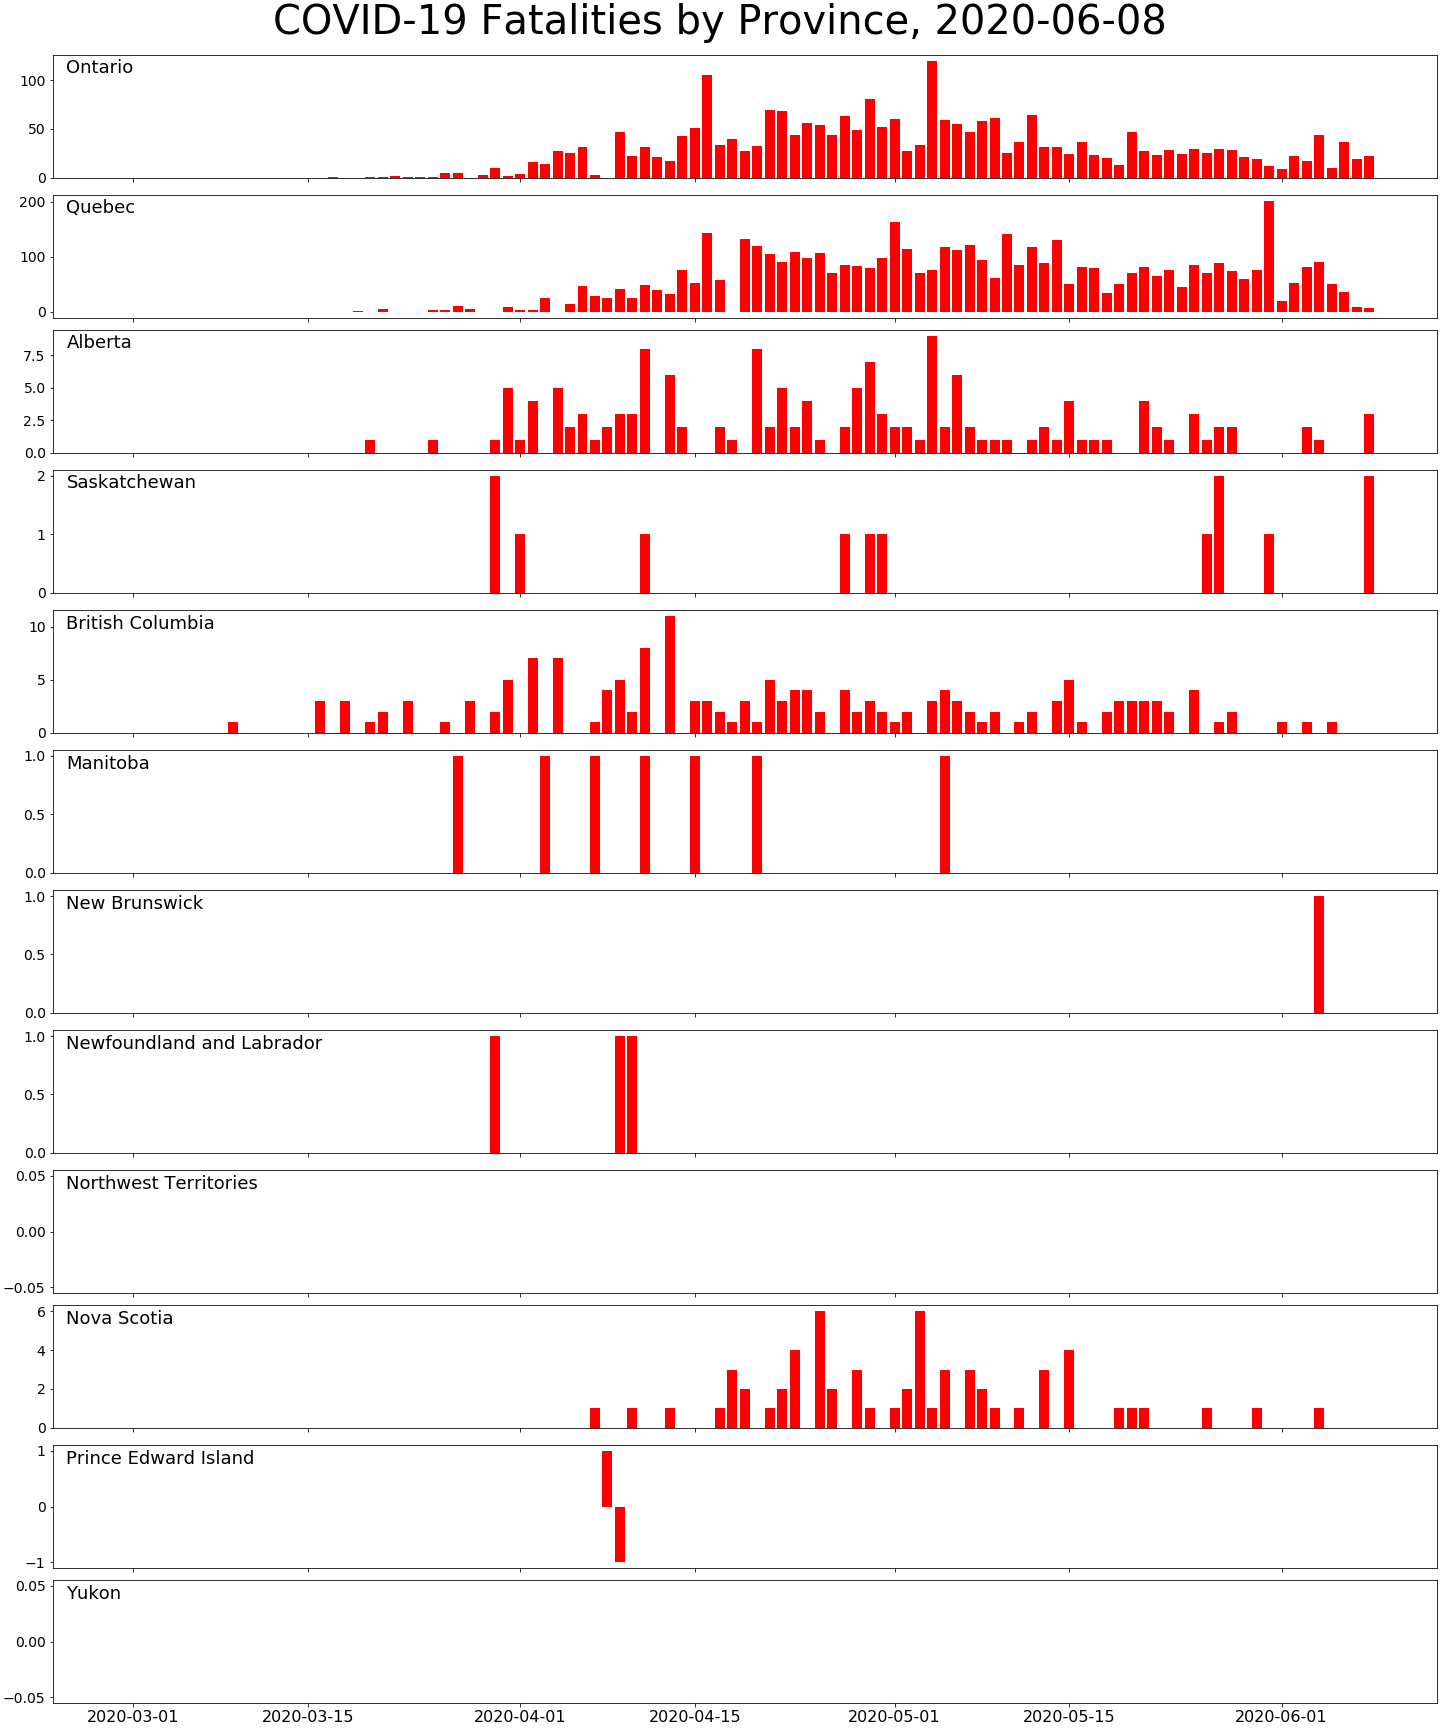 COVID-19 Fatalities by Province, 2020-06-08
Ontario
100
50
0
Quebec
200
100
0
Alberta
7.5
5.0
2.5
0.0
Saskatchewan
2
1
0
British Columbia
10
5
0
Manitoba
1.0
0.5
0.0
New Brunswick
1.0
0.5
0.0
Newfoundland and Labrador
1.0
0.5
0.0
Northwest Territories
0.05
0.00
−0.05
Nova Scotia
6
4
2
0
Prince Edward Island
1
0
−1
Yukon
0.05
0.00
−0.05
2020-03-01 2020-03-15 2020-04-01 2020-04-15 2020-05-01 2020-05-15 2020-06-01